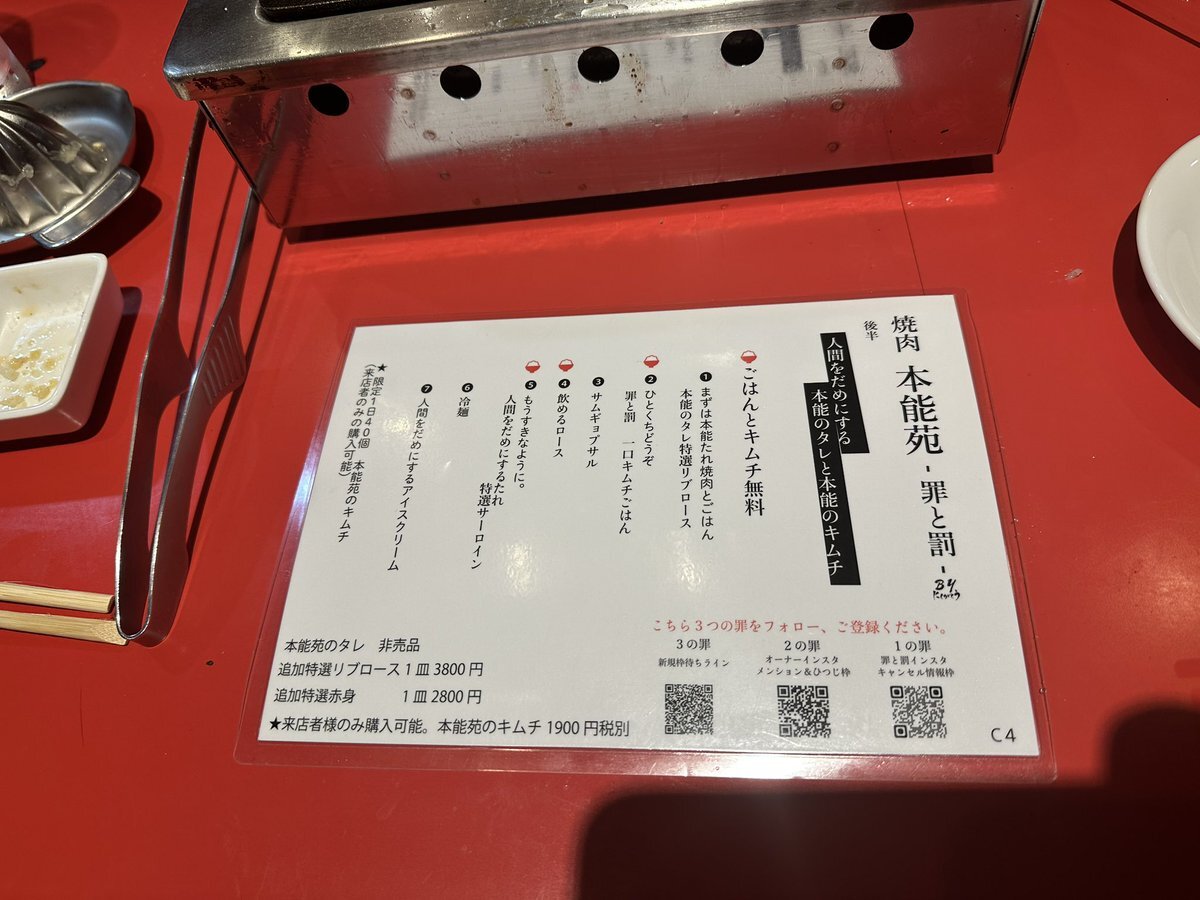 焼肉 本能苑 - 罪と罰 -
BY
後半
人間をだめにする
本能のタレと本能のキムチ
ごはんとキムチ無料
❶ まずは本能たれ焼肉とごはん
本能のタレ特選リブロース
❷ ひとくちどうぞ
罪と罰 一口キムチごはん
❸ サムギョプサル
❹ 飲めるロース
❺ もうすきなように。
人間をだめにするたれ
特選サーロイン
❻ 冷麺
❼ 人間をだめにするアイスクリーム
★限定1日40個 本能苑のキムチ
(来店者のみの購入可能)
こちら3つの罪をフォロー、ご登録ください。
1の罪
罪と罰インスタ
キャンセル情報枠
2の罪
オーナーインスタ
メンション&ひつじ枠
3の罪
新規枠待ちライン
本能苑のタレ 非売品
追加特選リブロース1皿 3800円
追加特選赤身 1皿 2800円
★来店者様のみ購入可能。本能苑のキムチ 1900円税別
C4